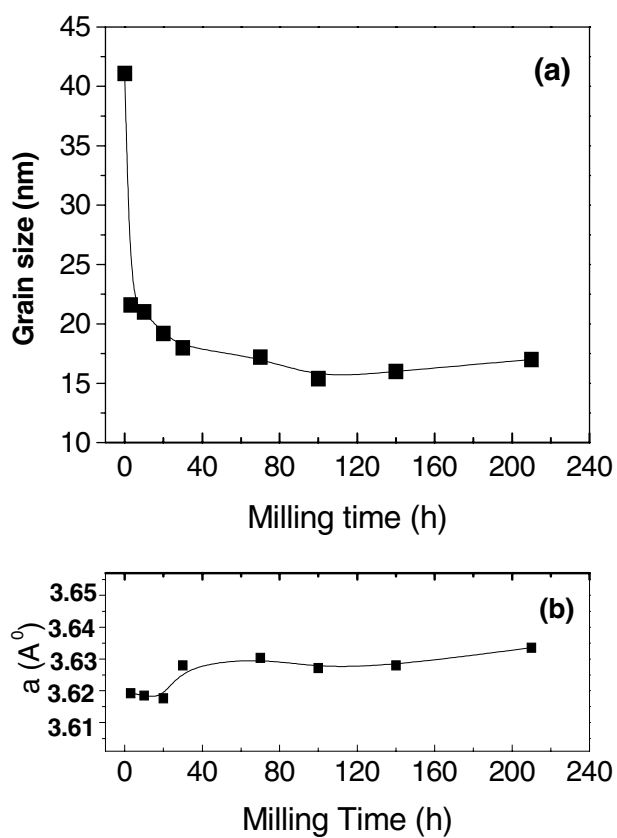 45
40
35
30
25
20
15
10
Grain size (nm)
(a)
0 40 80 120 160 200 240
Milling time (h)
3.65
3.64
3.63
3.62
3.61
a (A⁰)
(b)
0 40 80 120 160 200 240
Milling Time (h)